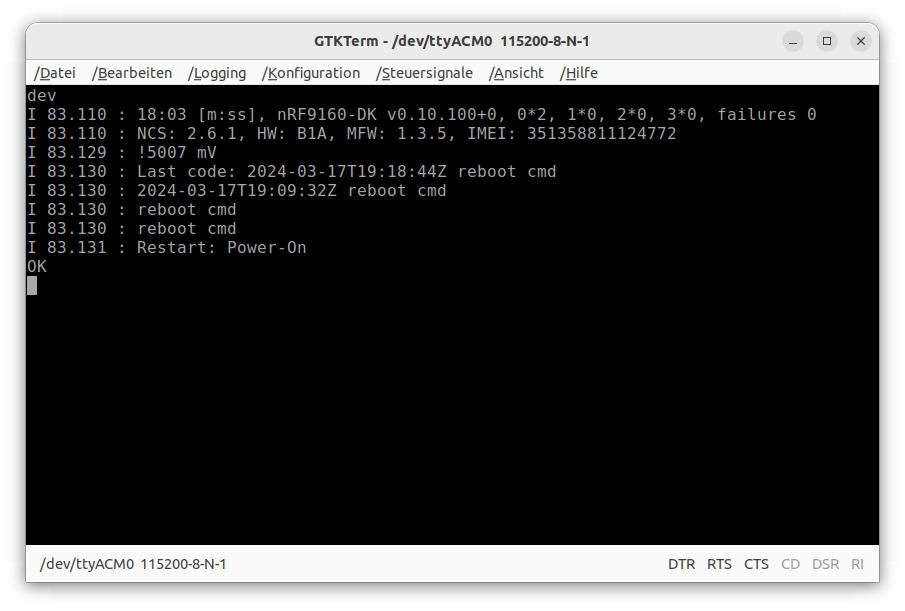 GTKTerm - /dev/ttyACM0 115200-8-N-1
/Datei /Bearbeiten /Logging /Konfiguration /Steuersignale /Ansicht /Hilfe
dev
I 83.110 : 18:03 [m:ss], nRF9160-DK v0.10.100+0, 0*2, 1*0, 2*0, 3*0, failures 0
I 83.110 : NCS: 2.6.1, HW: B1A, MFW: 1.3.5, IMEI: 351358811124772
I 83.129 : !5007 mV
I 83.130 : Last code: 2024-03-17T19:18:44Z reboot cmd
I 83.130 : 2024-03-17T19:09:32Z reboot cmd
I 83.130 : reboot cmd
I 83.130 : reboot cmd
I 83.131 : Restart: Power-On
OK
/dev/ttyACM0 115200-8-N-1 DTR RTS CTS CD DSR RI